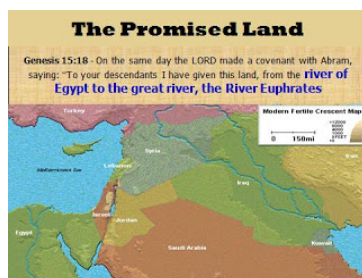 The Promised Land
Genesis 15:18 - On the same day the LORD made a covenant with Abram,
saying: "To your descendants I have given this land, from the river of
Egypt to the great river, the River Euphrates
Modern Fertile Crescent Map
Turkey
0 150mi
Syria
Lebanon
Mediterranean Sea
Iraq
Israel
Jordan
Egypt
Kuwait
Saudi Arabia